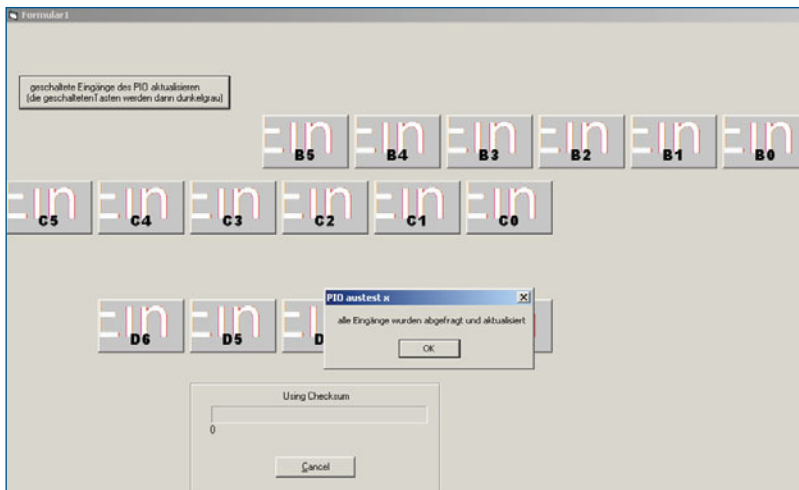 Formular1
geschaltete Eingänge des PIO aktualisieren
(die geschaltetenTasten werden dann dunkelgrau)
Ein B5
Ein B4
Ein B3
Ein B2
Ein B1
Ein B0
Ein C5
Ein C4
Ein C3
Ein C2
Ein C1
Ein C0
Ein D6
Ein D5
PIO austest x
alle Eingänge wurden abgefragt und aktualisiert
OK
Using Checksum
0
Cancel